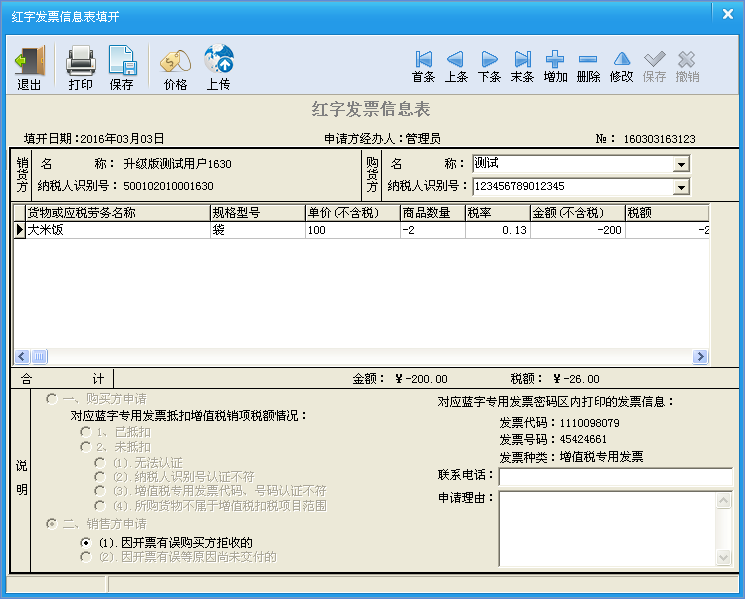 红字发票信息表填开
退出 打印 保存 价格 上传 首条 上条 下条 末条 增加 删除 修改 保存 撤销
红字发票信息表
填开日期:2016年03月03日 申请方经办人:管理员 №: 160303163123
销货方 名 称: 升级版测试用户1630 购货方 名 称: 测试
纳税人识别号: 500102010001630 纳税人识别号: 123456789012345
货物或应税劳务名称 规格型号 单价(不含税) 商品数量 税率 金额(不含税) 税额
大米饭 袋 100 -2 0.13 -200 -2
合 计 金额: ¥-200.00 税额: ¥-26.00
说明
一、购买方申请
对应蓝字专用发票抵扣增值税销项税额情况:
1、已抵扣
2、未抵扣
(1).无法认证
(2).纳税人识别号认证不符
(3).增值税专用发票代码、号码认证不符
(4).所购货物不属于增值税扣税项目范围
二、销售方申请
(1).因开票有误购买方拒收的
(2).因开票有误等原因尚未交付的
对应蓝字专用发票密码区内打印的发票信息:
发票代码:1110098079
发票号码:45424661
发票种类:增值税专用发票
联系电话:
申请理由: